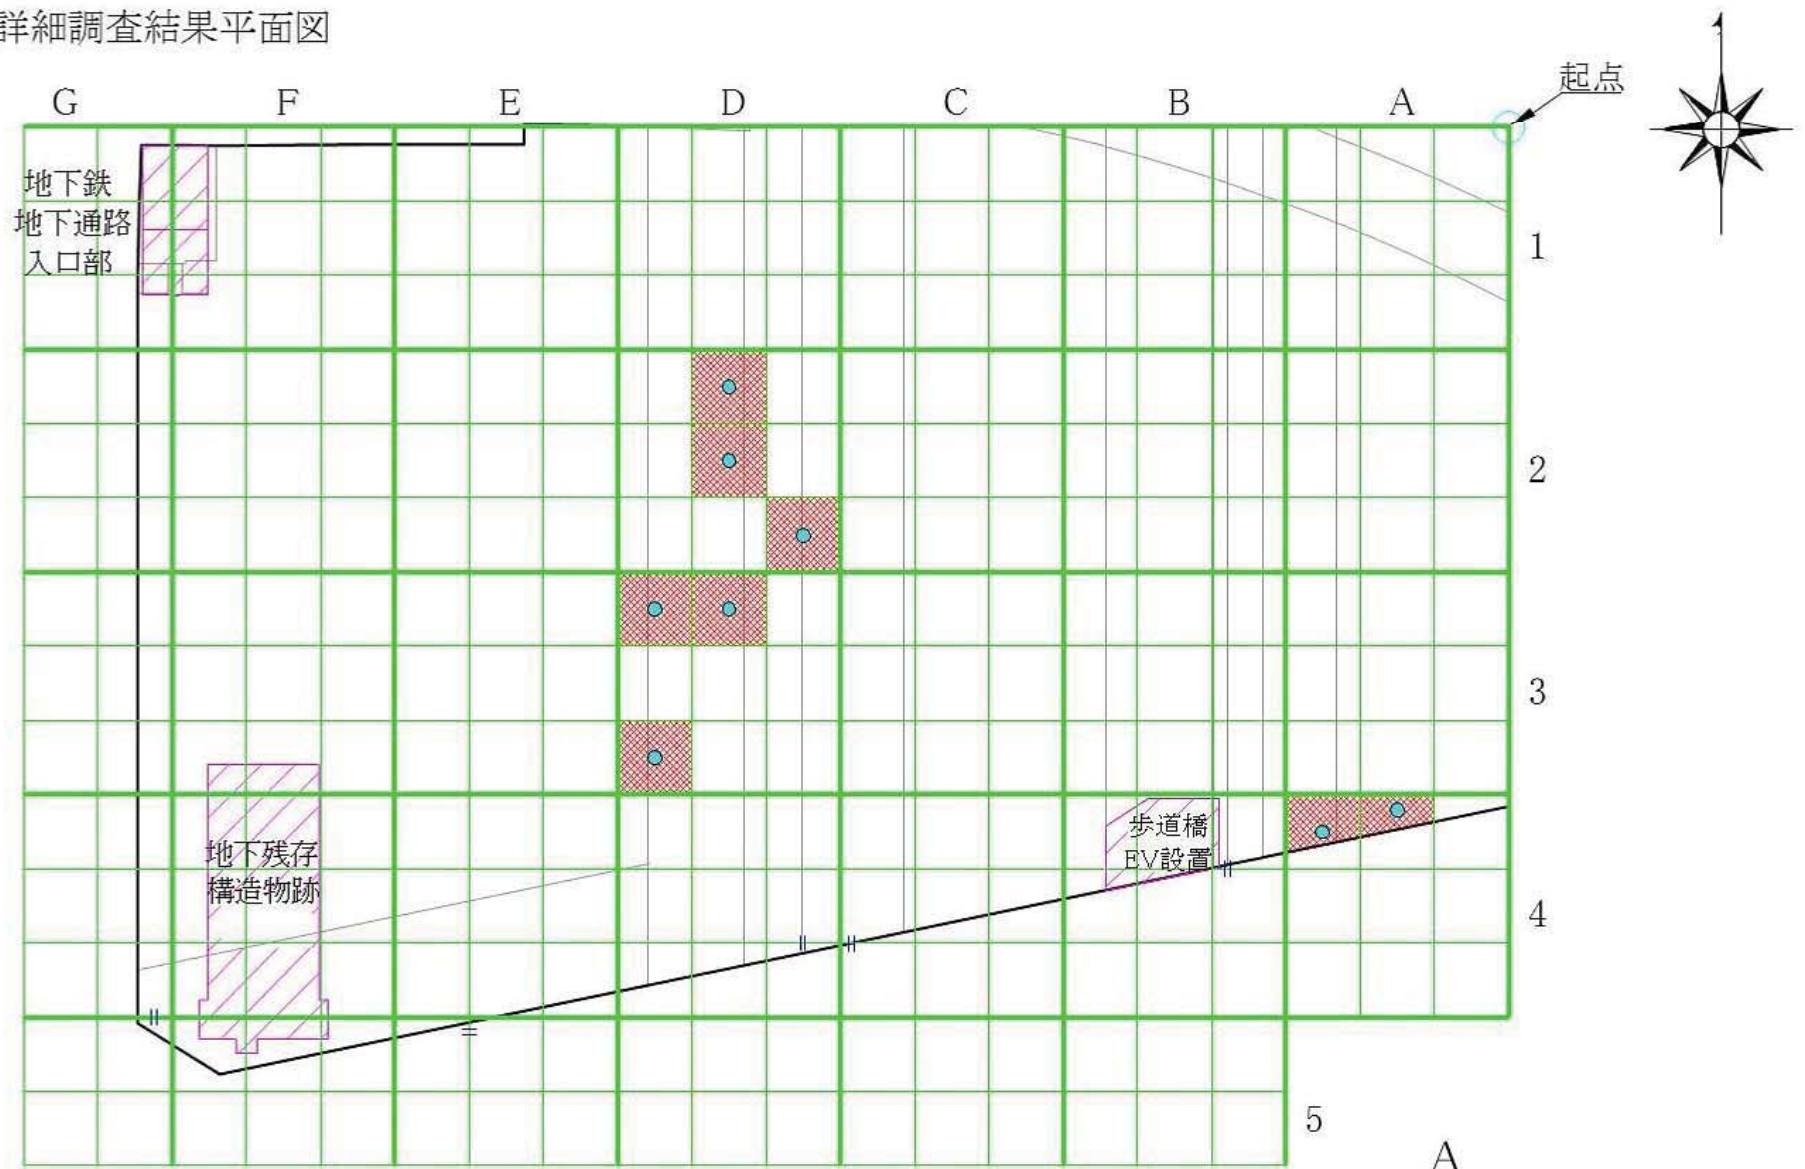 詳細調査結果平面図
起点
G F E D C B A
地下鉄
地下通路
入口部
1
2
3
歩道橋
EV設置
地下残存
構造物跡
4
5
A